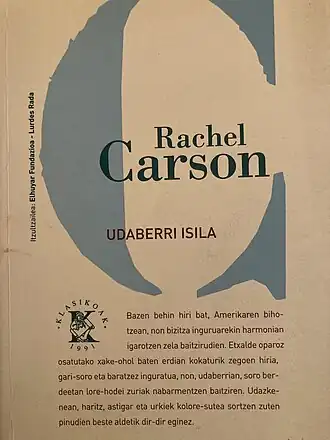 Itzultzailea: Elhuyar Fundazioa - Lurdes Rada
Rachel
Carson
UDABERRI ISILA
KLASIKOAK
K
1991
Bazen behin hiri bat, Amerikaren biho-
tzean, non bizitza inguruarekin harmonian
igarotzen zela baitzirudien. Etxalde oparoz
osatutako xake-ohol baten erdian kokaturik zegoen hiria,
gari-soro eta baratzez inguratua, non, udaberrian, soro ber-
deetan lore-hodei zuriak nabarmentzen baitziren. Udazke-
nean, haritz, astigar eta urkiek kolore-sutea sortzen zuten
pinudien beste aldetik dir-dir eginez.